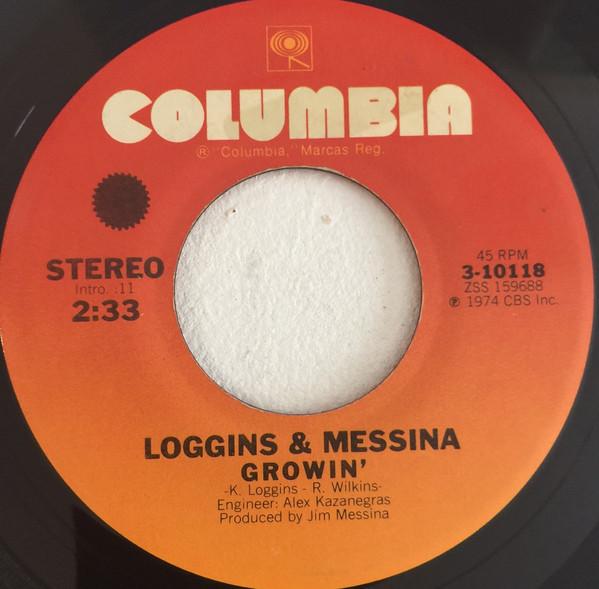 COLUMBIA
® "Columbia," Marcas Reg.
STEREO
Intro. :11
2:33
45 RPM
3-10118
ZSS 159688
℗ 1974 CBS Inc.
LOGGINS & MESSINA
GROWIN'
-K. Loggins - R. Wilkins-
Engineer: Alex Kazanegras
Produced by Jim Messina